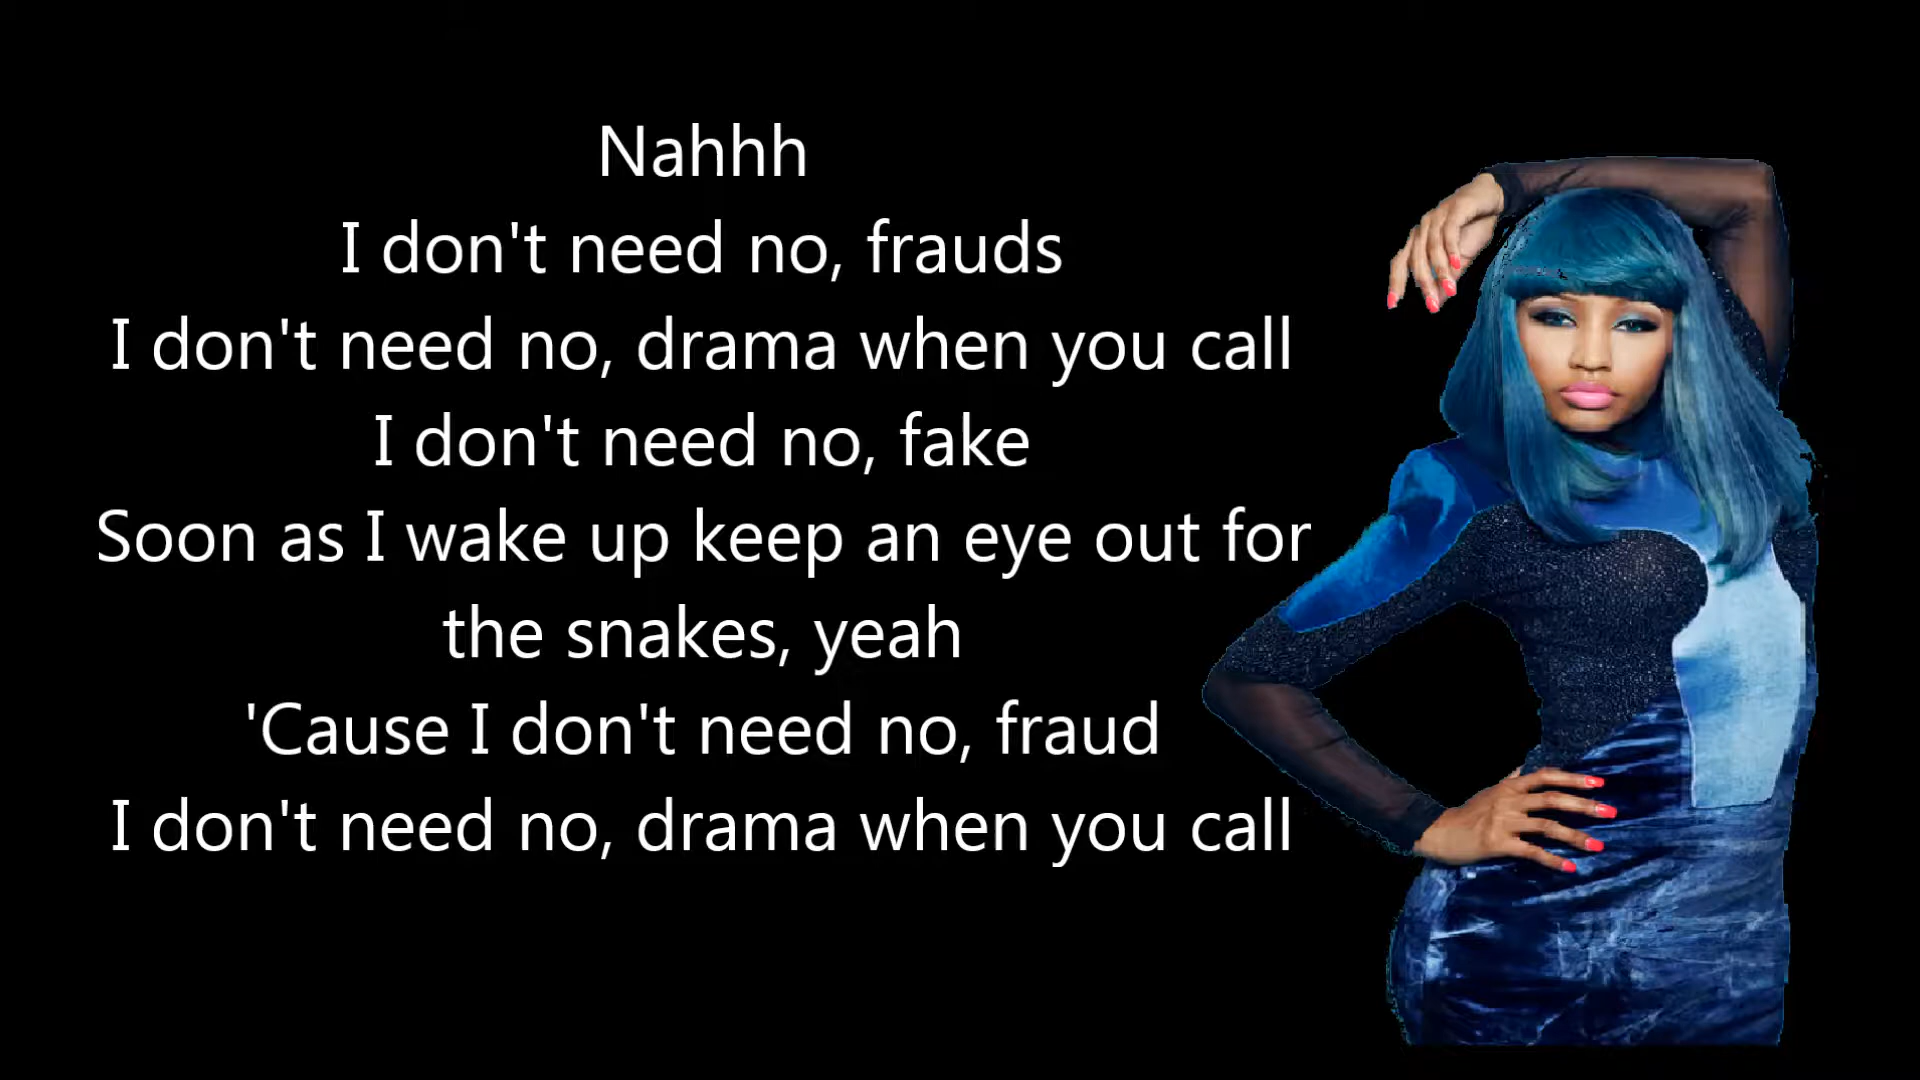 Nahhh
I don't need no, frauds
I don't need no, drama when you call
I don't need no, fake
Soon as I wake up keep an eye out for
the snakes, yeah
'Cause I don't need no, fraud
I don't need no, drama when you call